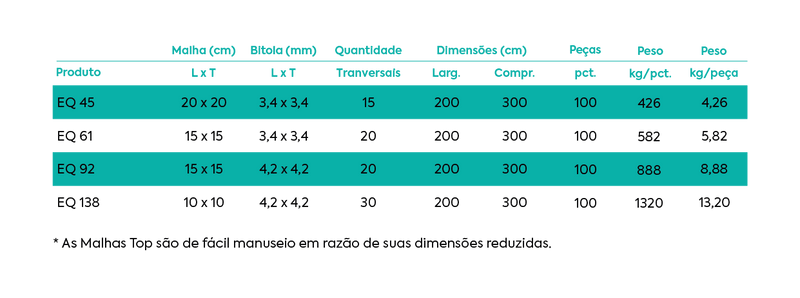 Malha (cm) Bitola (mm) Quantidade Dimensões (cm) Peças Peso Peso
Produto L x T L x T Tranversais Larg. Compr. pct. kg/pct. kg/peça
EQ 45 20 x 20 3,4 x 3,4 15 200 300 100 426 4,26
EQ 61 15 x 15 3,4 x 3,4 20 200 300 100 582 5,82
EQ 92 15 x 15 4,2 x 4,2 20 200 300 100 888 8,88
EQ 138 10 x 10 4,2 x 4,2 30 200 300 100 1320 13,20
* As Malhas Top são de fácil manuseio em razão de suas dimensões reduzidas.